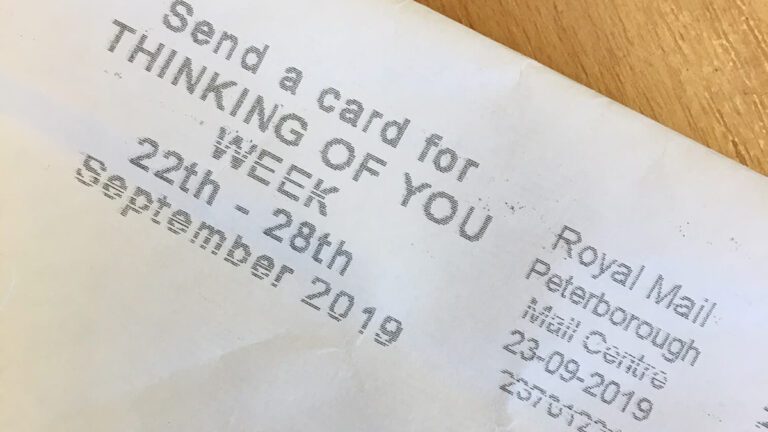 Send a card for
THINKING OF YOU
WEEK
22th - 28th
September 2019
Royal Mail
Peterborough
Mail Centre
23-09-2019